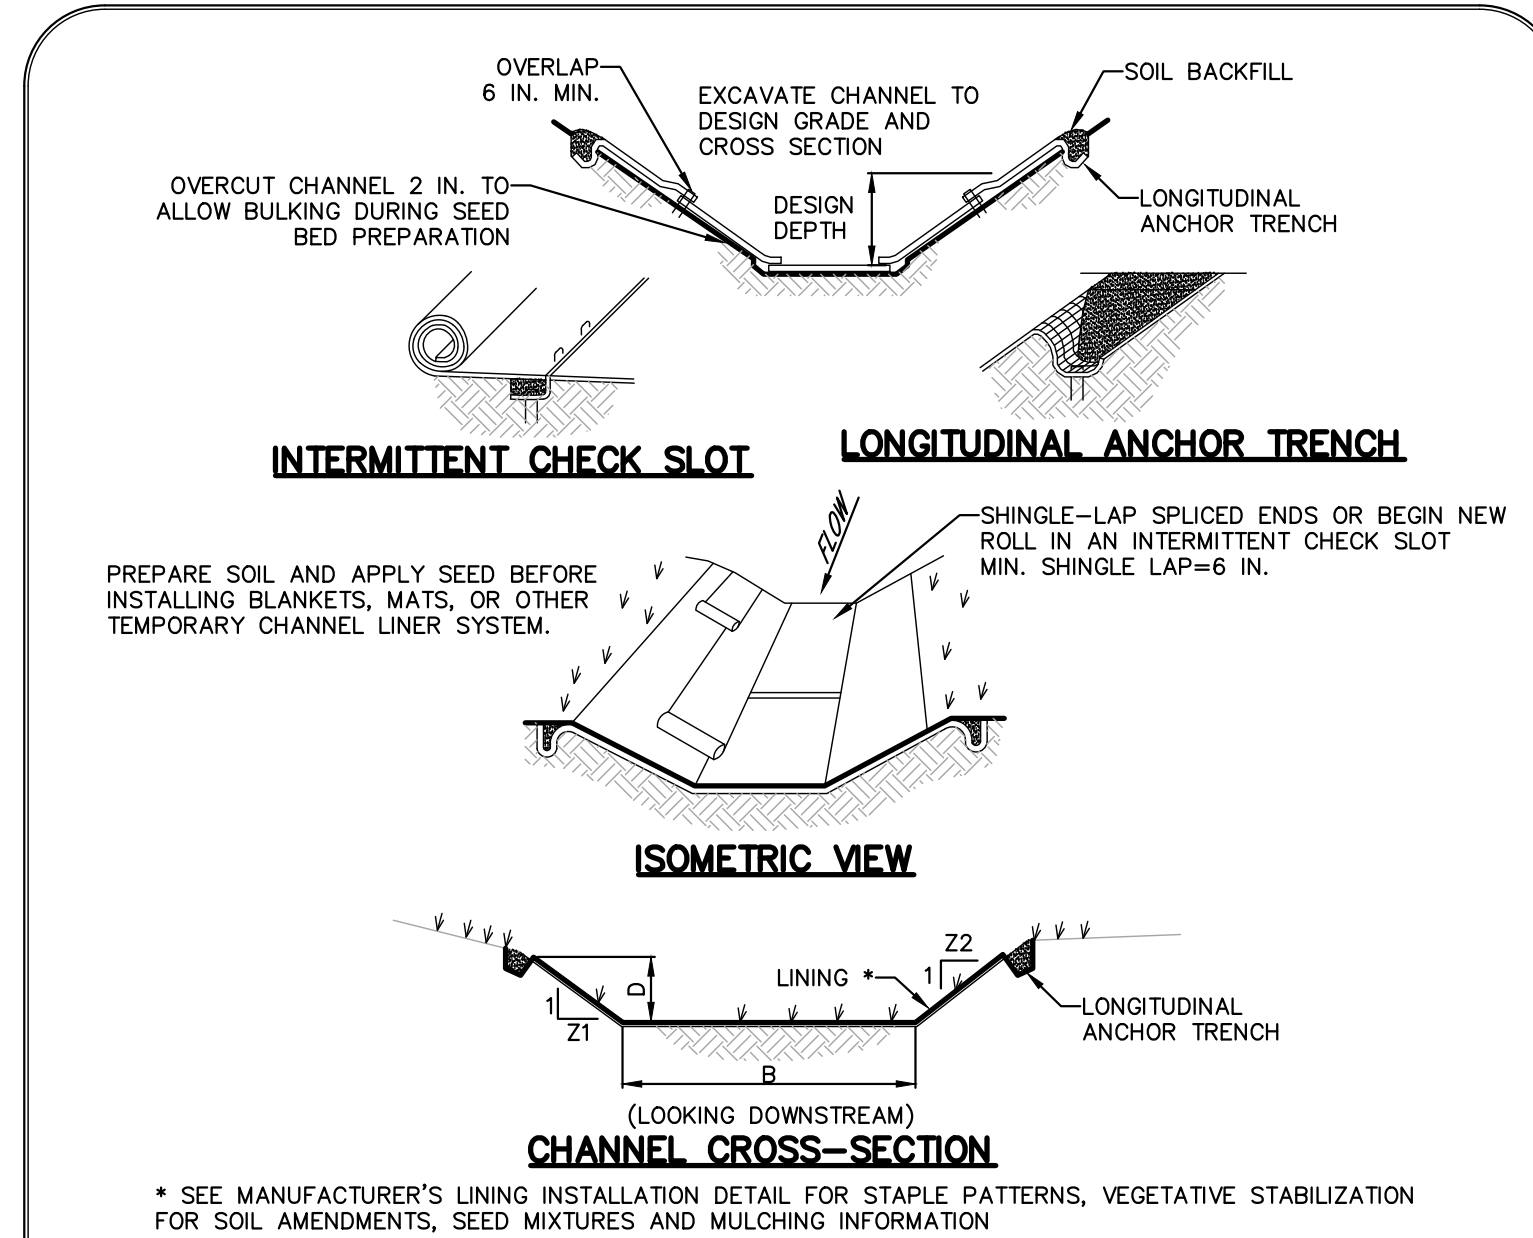 OVERLAP
6 IN. MIN.
EXCAVATE CHANNEL TO
DESIGN GRADE AND
CROSS SECTION
SOIL BACKFILL
OVERCUT CHANNEL 2 IN. TO
ALLOW BULKING DURING SEED
BED PREPARATION
DESIGN
DEPTH
LONGITUDINAL
ANCHOR TRENCH
INTERMITTENT CHECK SLOT
LONGITUDINAL ANCHOR TRENCH
FLOW
SHINGLE-LAP SPLICED ENDS OR BEGIN NEW
ROLL IN AN INTERMITTENT CHECK SLOT
MIN. SHINGLE LAP=6 IN.
PREPARE SOIL AND APPLY SEED BEFORE
INSTALLING BLANKETS, MATS, OR OTHER
TEMPORARY CHANNEL LINER SYSTEM.
ISOMETRIC VIEW
1
Z1
D
LINING *
1
Z2
LONGITUDINAL
ANCHOR TRENCH
B
(LOOKING DOWNSTREAM)
CHANNEL CROSS-SECTION
* SEE MANUFACTURER'S LINING INSTALLATION DETAIL FOR STAPLE PATTERNS, VEGETATIVE STABILIZATION
FOR SOIL AMENDMENTS, SEED MIXTURES AND MULCHING INFORMATION